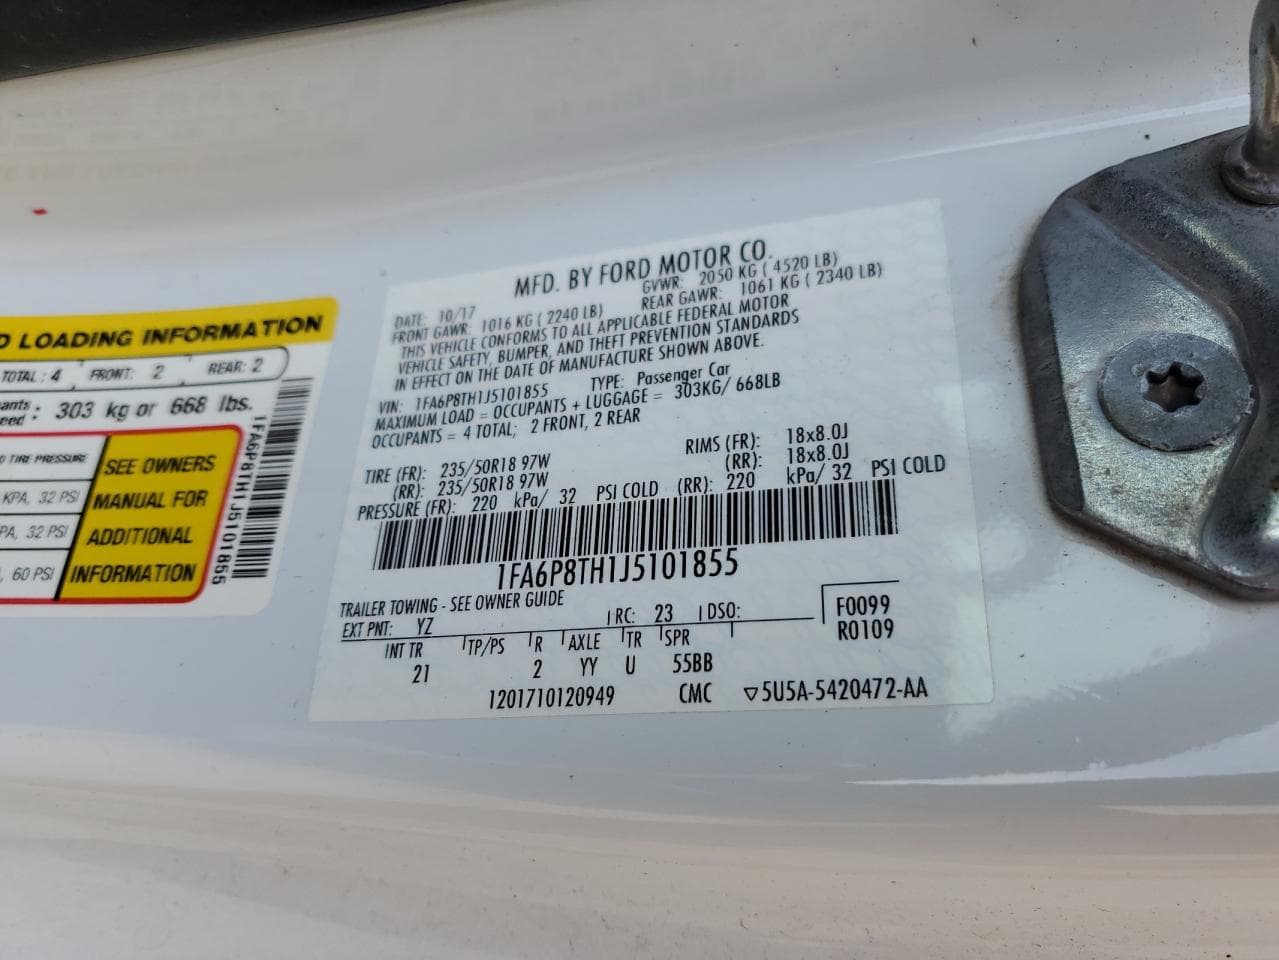 D LOADING INFORMATION
TOTAL: 4 FRONT: 2 REAR: 2
303 kg or 668 lbs.
TIRE PRESSURE
KPA, 32 PSI
PA, 32 PSI
60 PSI
SEE OWNERS
MANUAL FOR
ADDITIONAL
INFORMATION
1FA6P8TH1J5101855
MFD. BY FORD MOTOR CO.
DATE: 10/17 GVWR: 2050 KG ( 4520 LB)
FRONT GAWR: 1016 KG ( 2240 LB) REAR GAWR: 1061 KG ( 2340 LB)
THIS VEHICLE CONFORMS TO ALL APPLICABLE FEDERAL MOTOR
VEHICLE SAFETY, BUMPER, AND THEFT PREVENTION STANDARDS
IN EFFECT ON THE DATE OF MANUFACTURE SHOWN ABOVE.
VIN: 1FA6P8TH1J5101855 TYPE: Passenger Car
MAXIMUM LOAD = OCCUPANTS + LUGGAGE = 303KG/ 668LB
OCCUPANTS = 4 TOTAL; 2 FRONT, 2 REAR
TIRE (FR): 235/50R18 97W RIMS (FR): 18x8.0J
(RR): 235/50R18 97W (RR): 18x8.0J
PRESSURE (FR): 220 kPa/ 32 PSI COLD (RR): 220 kPa/ 32 PSI COLD
1FA6P8TH1J5101855
TRAILER TOWING - SEE OWNER GUIDE
EXT PNT: YZ RC: 23 DSO: F0099
R0109
INT TR TP/PS R AXLE TR SPR
21 2 YY U 55BB
1201710120949 CMC ▽5U5A-5420472-AA